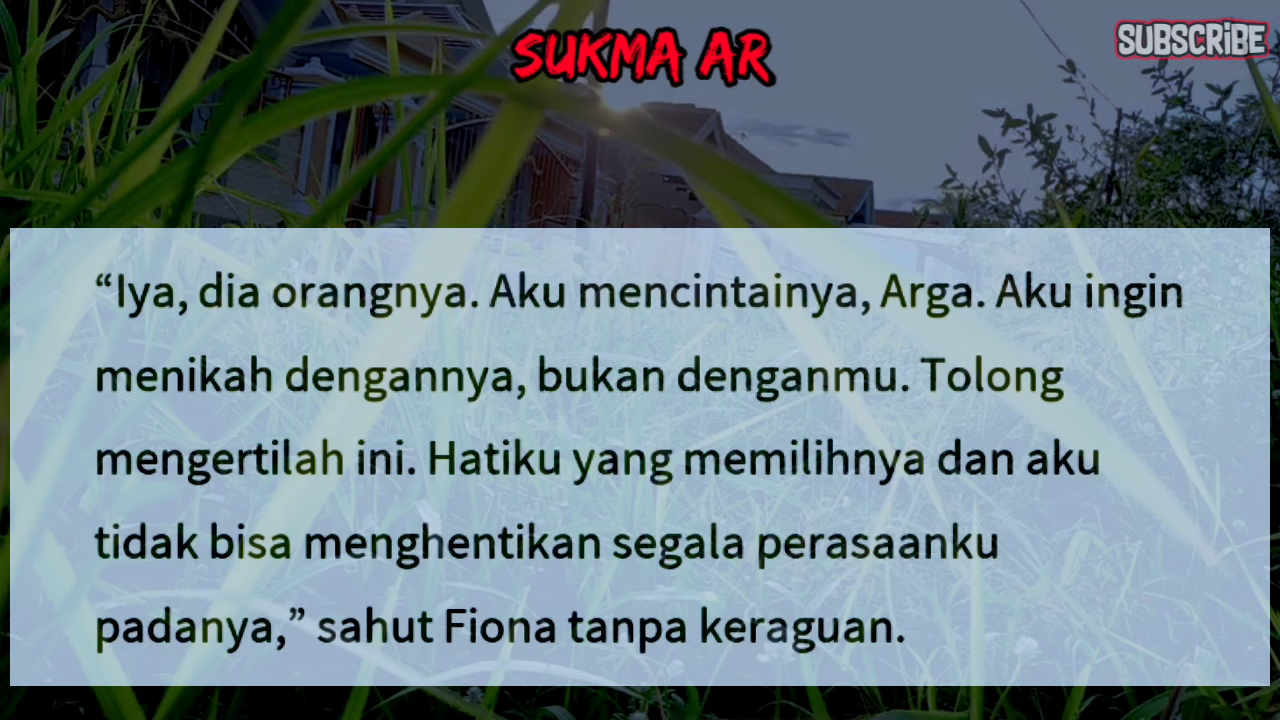 SUKMA AR
SUBSCRiBE
“Iya, dia orangnya. Aku mencintainya, Arga. Aku ingin
menikah dengannya, bukan denganmu. Tolong
mengertilah ini. Hatiku yang memilihnya dan aku
tidak bisa menghentikan segala perasaanku
padanya,” sahut Fiona tanpa keraguan.